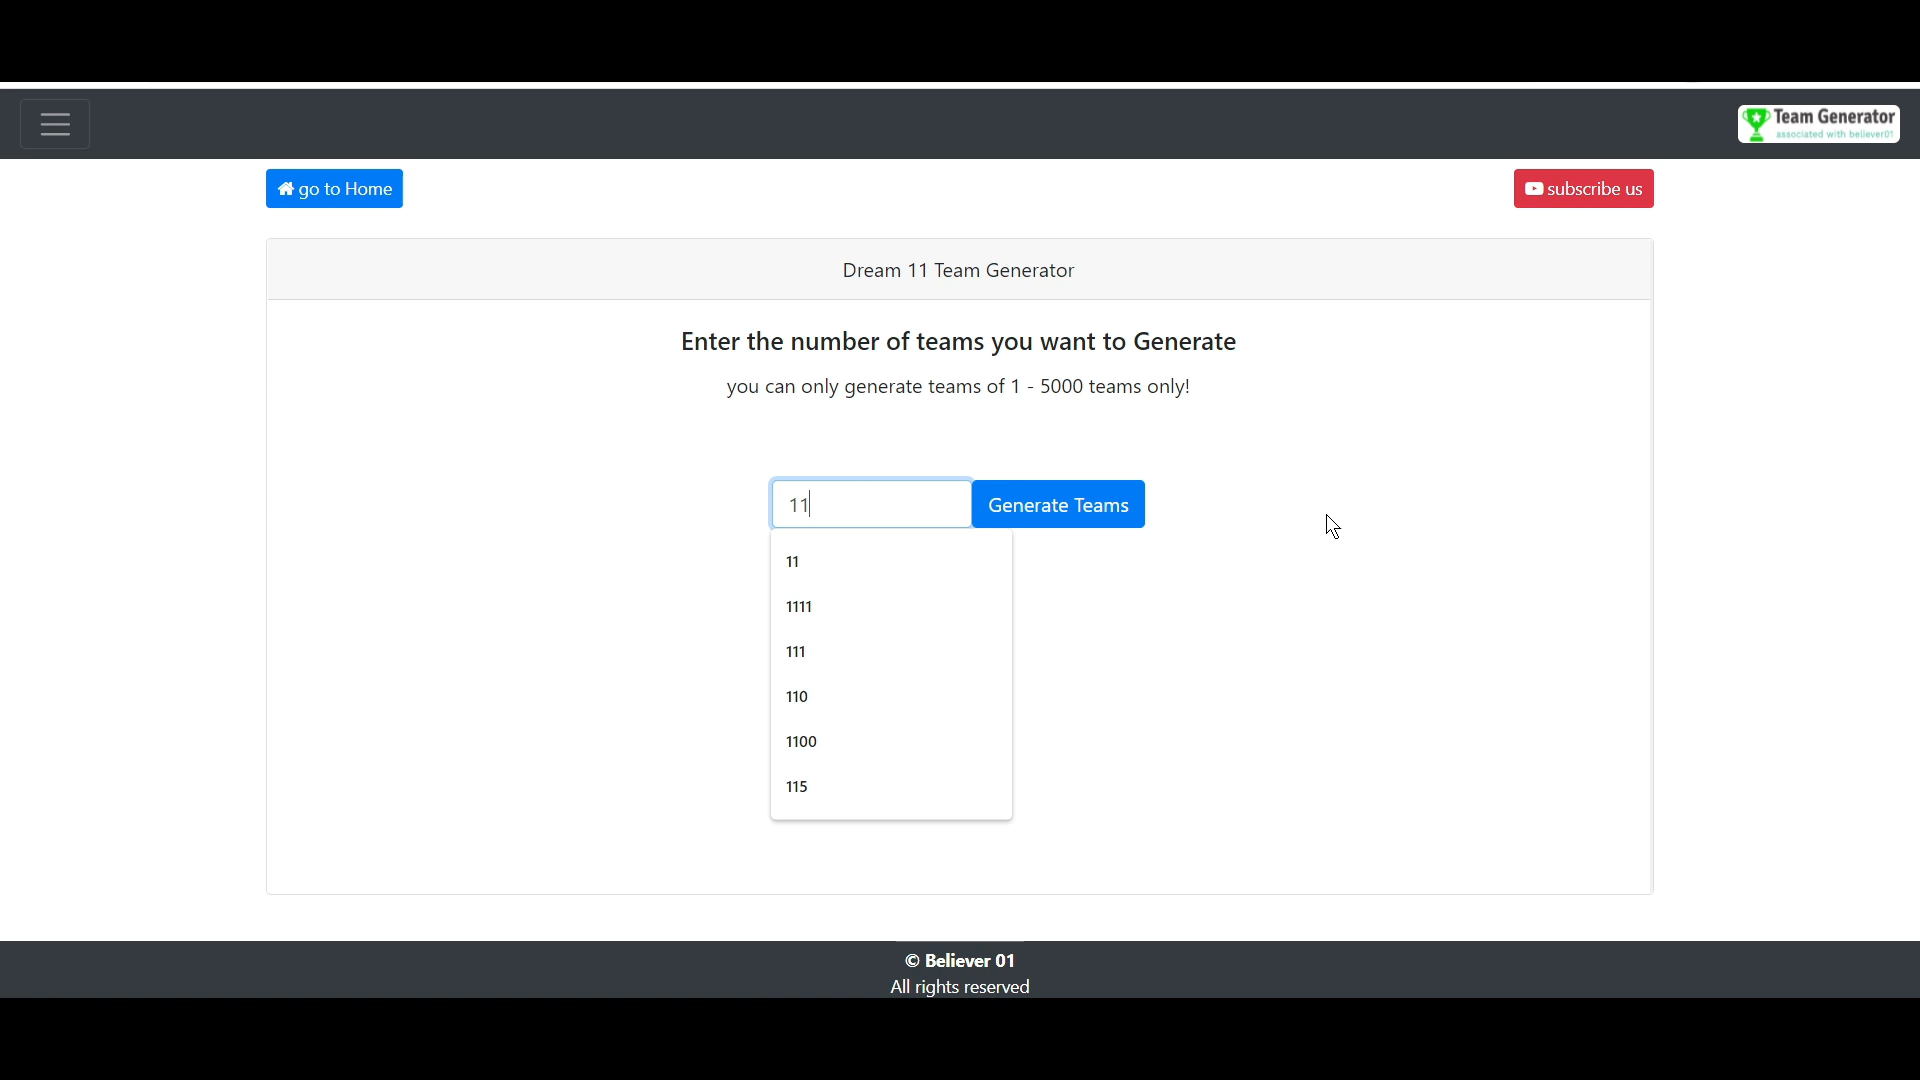 Team Generator
associated with believer01
go to Home
subscribe us
Dream 11 Team Generator
Enter the number of teams you want to Generate
you can only generate teams of 1 - 5000 teams only!
11
Generate Teams
11
1111
111
110
1100
115
© Believer 01
All rights reserved